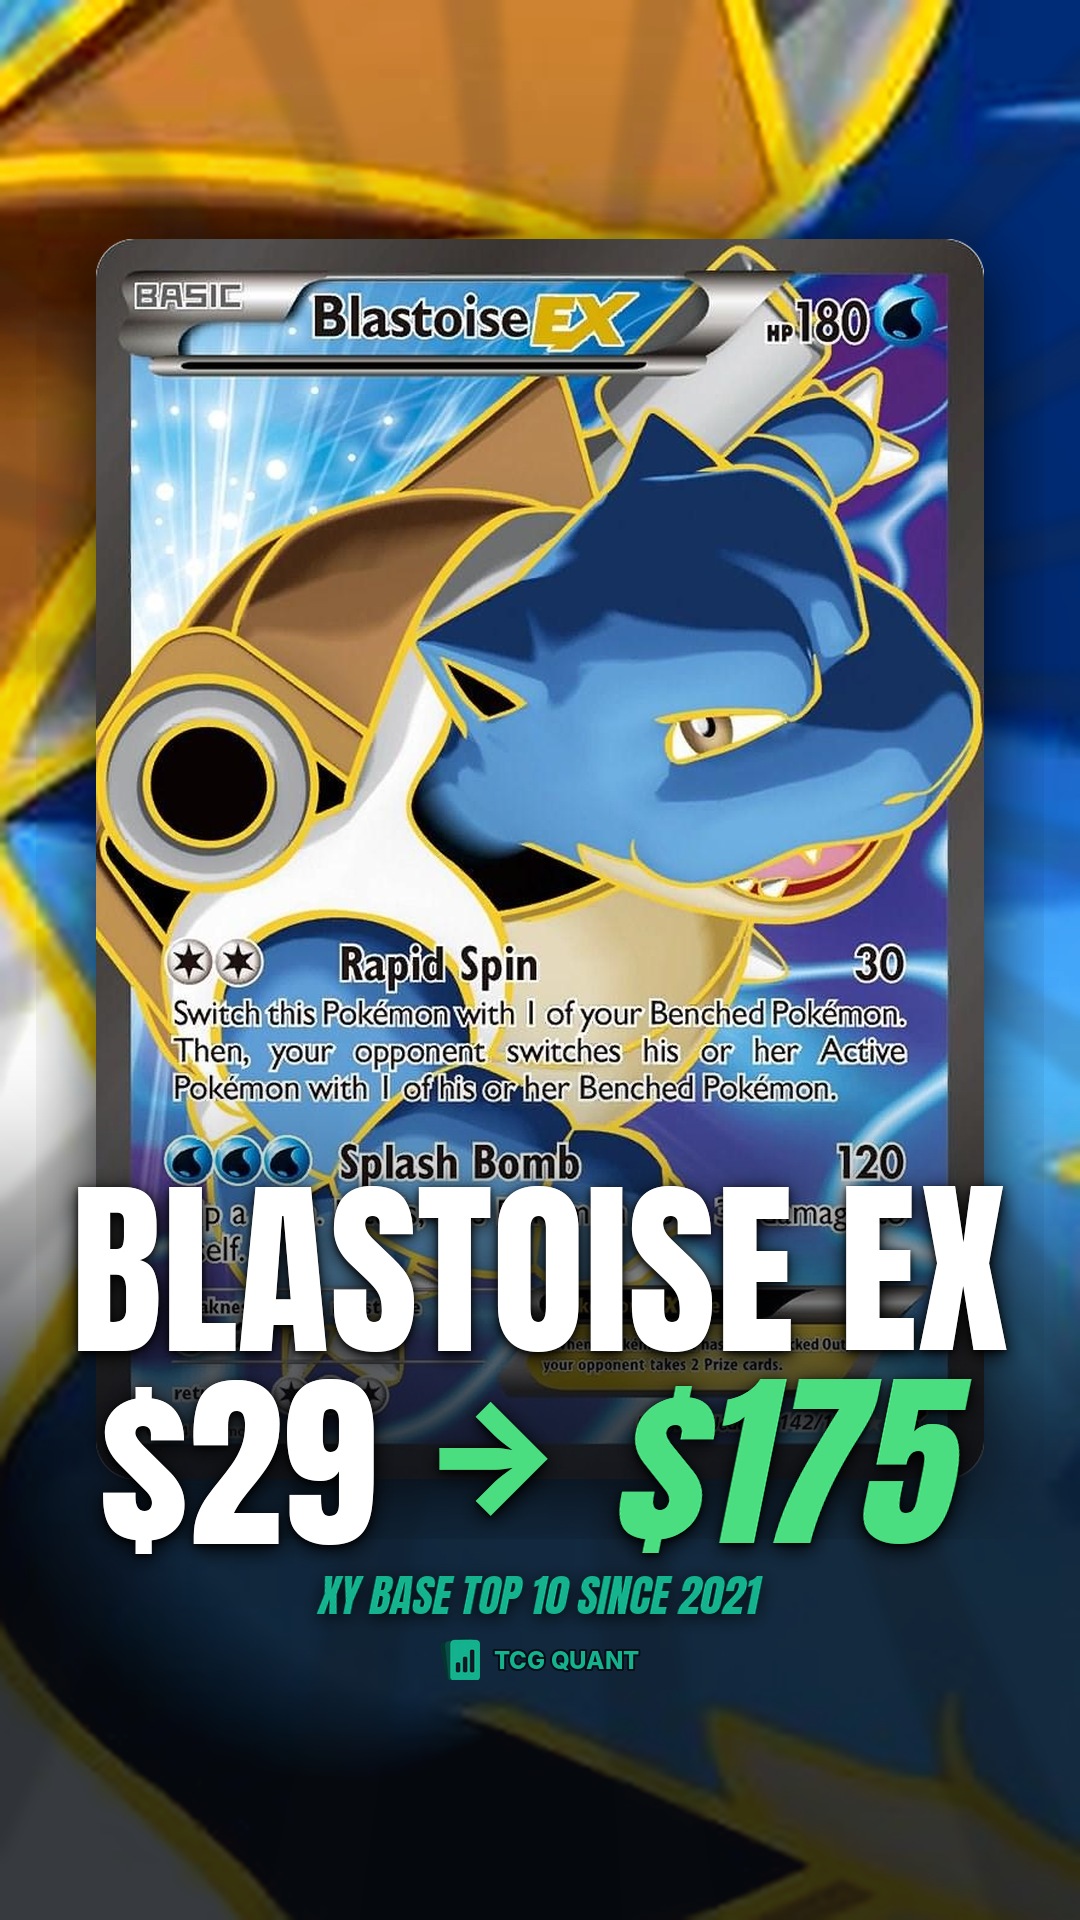 BASIC
Blastoise EX
HP 180
Rapid Spin 30
Switch this Pokémon with 1 of your Benched Pokémon.
Then, your opponent switches his or her Active
Pokémon with 1 of his or her Benched Pokémon.
Splash Bomb 120
BLASTOISE EX
your opponent takes 2 Prize cards.
$29 → $175
XY BASE TOP 10 SINCE 2021
TCG QUANT